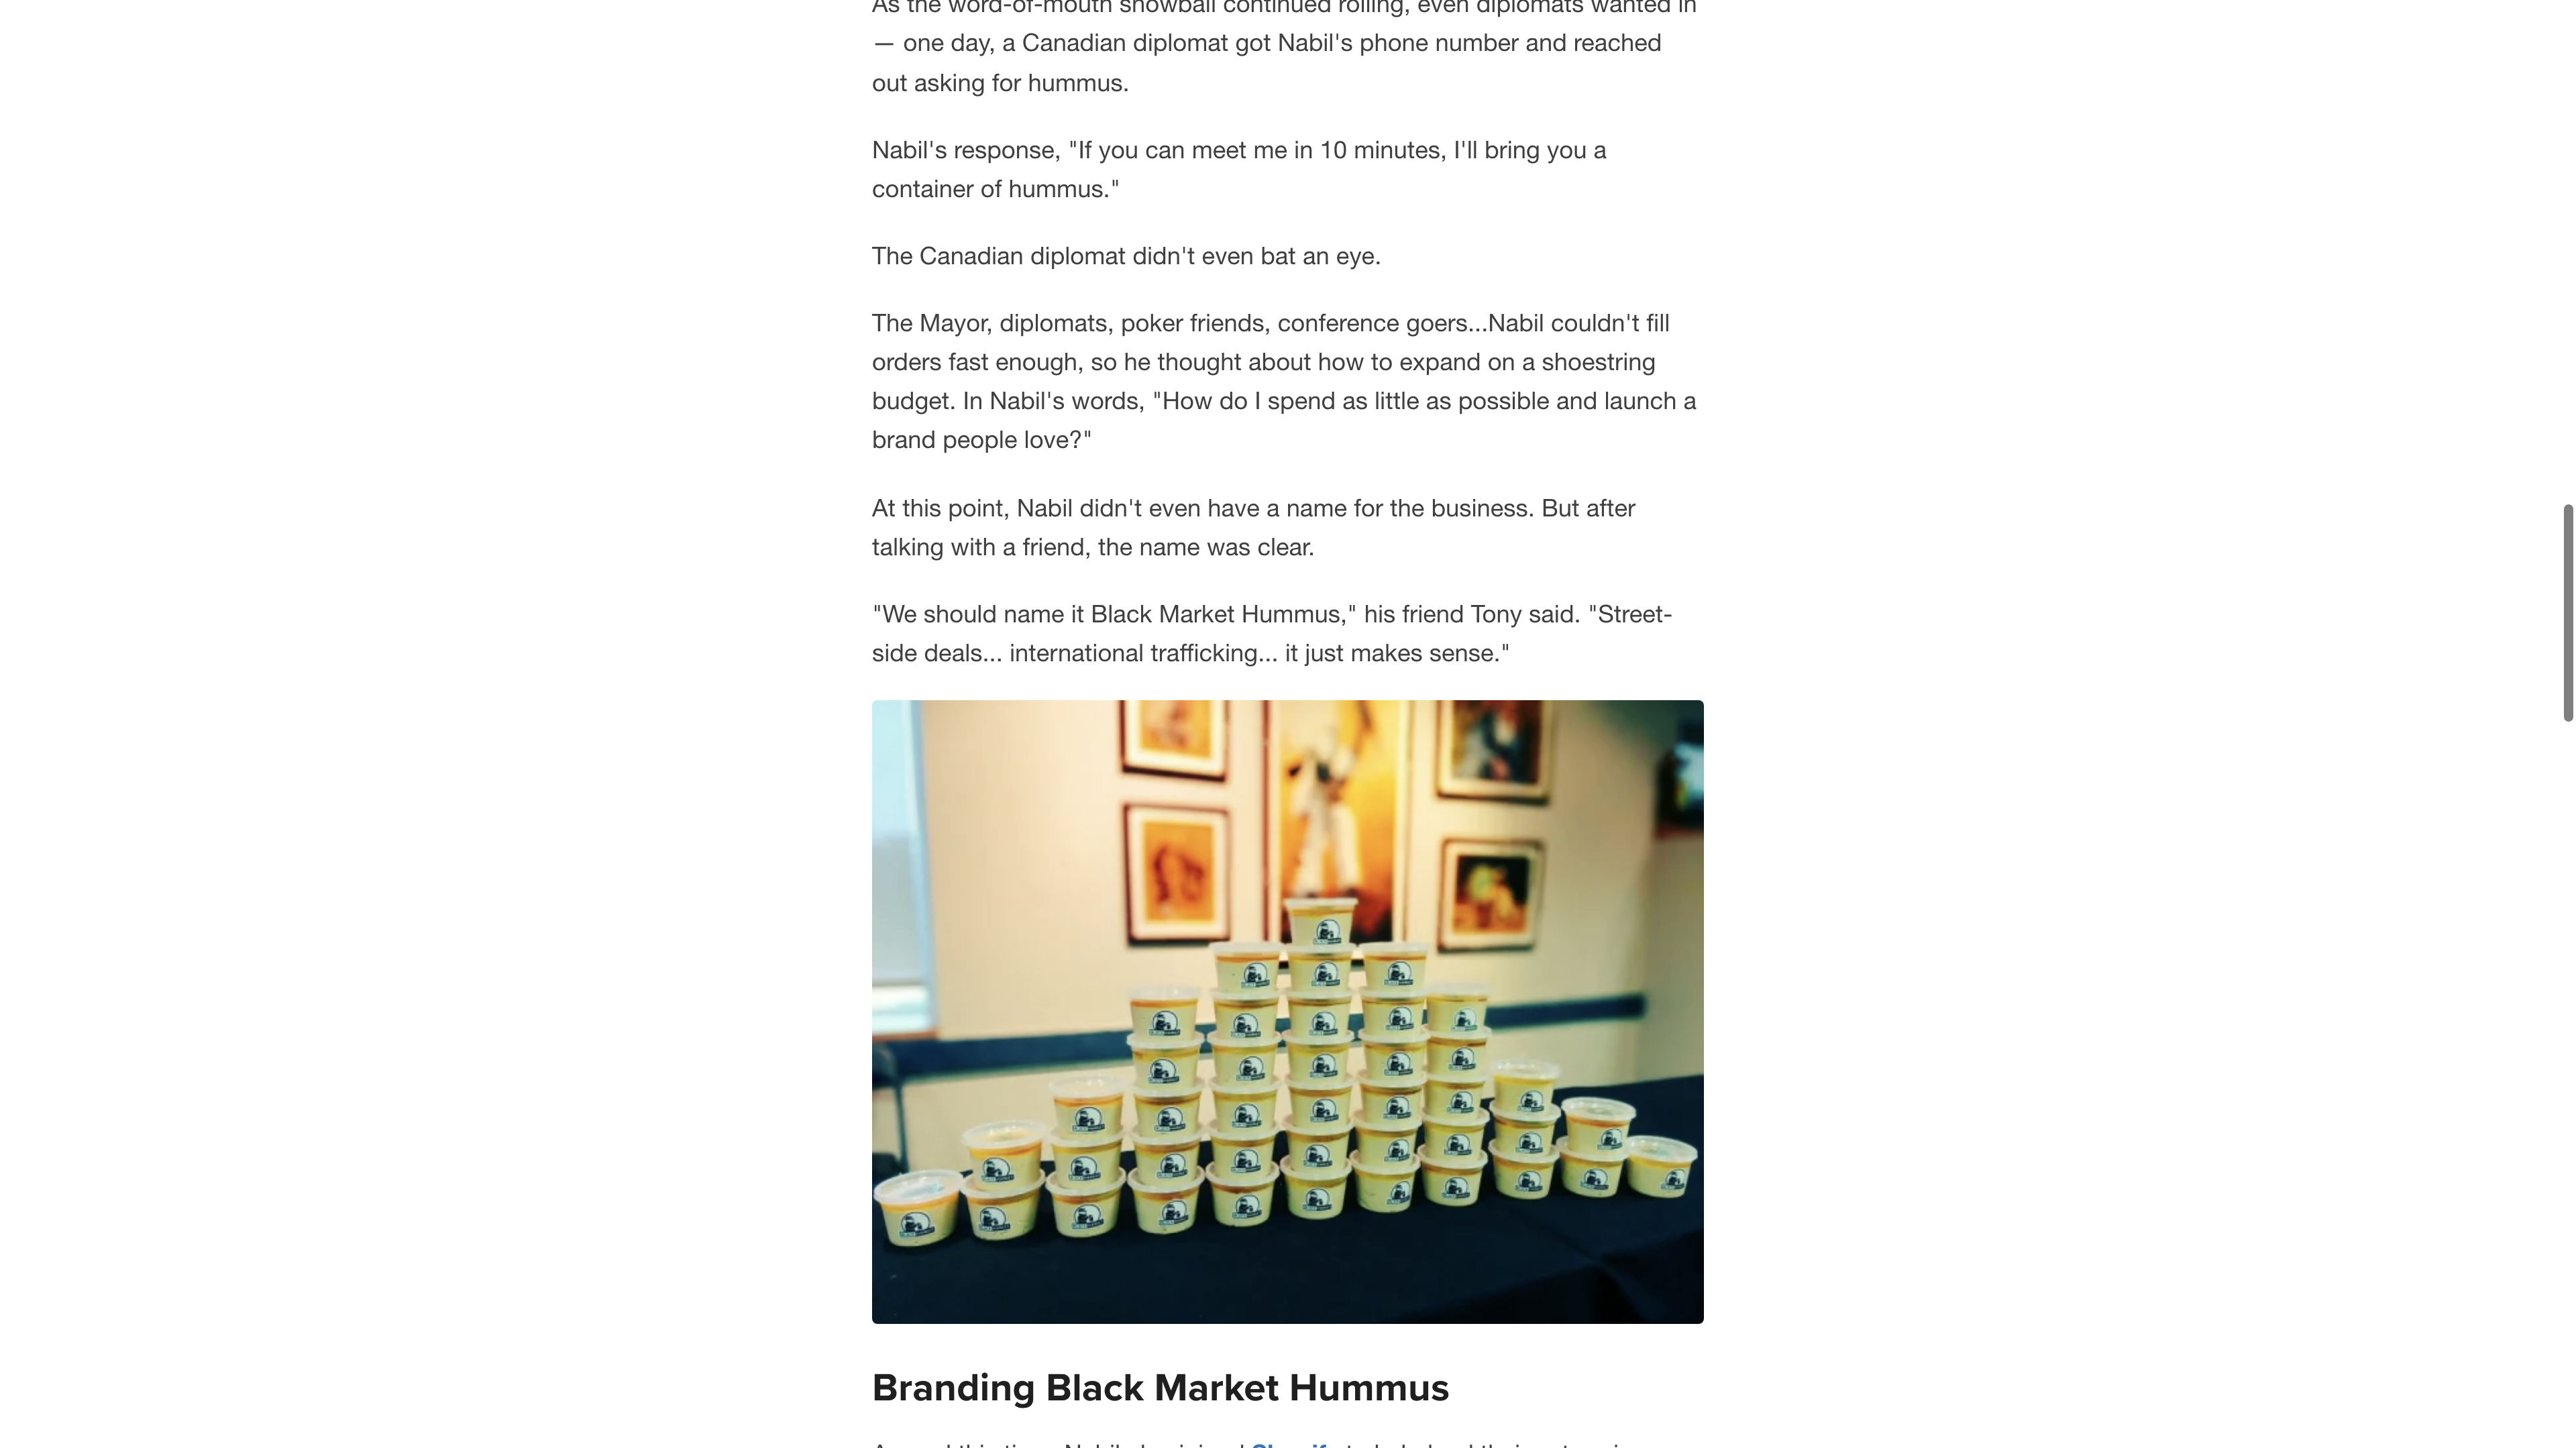 As the word-of-mouth snowball continued rolling, even diplomats wanted in
— one day, a Canadian diplomat got Nabil's phone number and reached
out asking for hummus.
Nabil's response, "If you can meet me in 10 minutes, I'll bring you a
container of hummus."
The Canadian diplomat didn't even bat an eye.
The Mayor, diplomats, poker friends, conference goers...Nabil couldn't fill
orders fast enough, so he thought about how to expand on a shoestring
budget. In Nabil's words, "How do I spend as little as possible and launch a
brand people love?"
At this point, Nabil didn't even have a name for the business. But after
talking with a friend, the name was clear.
"We should name it Black Market Hummus," his friend Tony said. "Street-
side deals... international trafficking... it just makes sense."
Branding Black Market Hummus